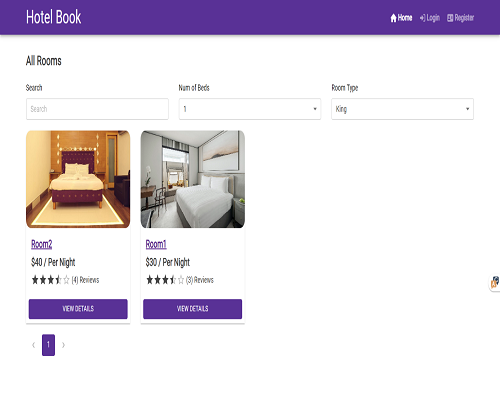 Hotel Book
Home Login Register
All Rooms
Search Num of Beds Room Type
Search 1 King
Room2 Room1
$40 / Per Night $30 / Per Night
(4) Reviews (3) Reviews
VIEW DETAILS VIEW DETAILS
‹ 1 ›